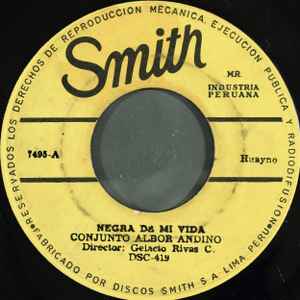 RESERVADOS LOS DERECHOS DE REPRODUCCION MECANICA, EJECUCION PUBLICA Y RADIODIFUSION
Smith
MR.
INDUSTRIA
PERUANA
7495-A
Huayno
NEGRA De MI VIDA
CONJUNTO ALBOR ANDINO
Director: Gelacio Rivas C.
DSC-419
FABRICADO POR DISCOS SMITH S A LIMA PERU